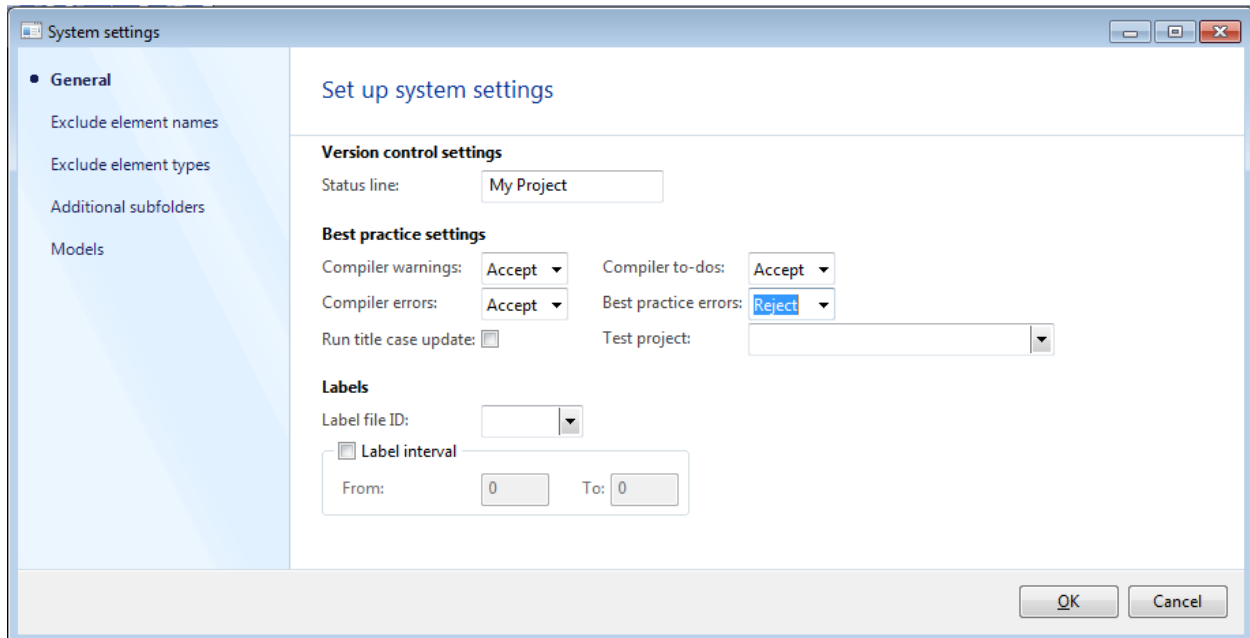 System settings
General
Exclude element names
Exclude element types
Additional subfolders
Models
Set up system settings
Version control settings
Status line: My Project
Best practice settings
Compiler warnings: Accept Compiler to-dos: Accept
Compiler errors: Accept Best practice errors: Reject
Run title case update: Test project:
Labels
Label file ID:
Label interval
From: 0 To: 0
OK Cancel